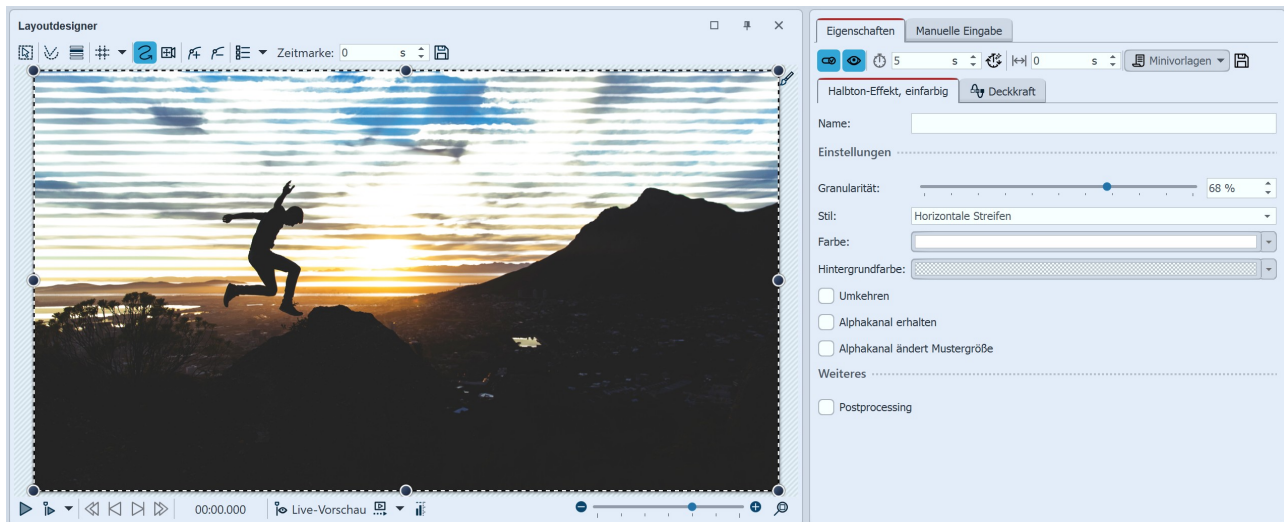 Layoutdesigner
Zeitmarke: 0 s
00:00.000 Live-Vorschau
Eigenschaften Manuelle Eingabe
5 s 0 s Minivorlagen
Halbton-Effekt, einfarbig Deckkraft
Name:
Einstellungen
Granularität: 68 %
Stil: Horizontale Streifen
Farbe:
Hintergrundfarbe:
Umkehren
Alphakanal erhalten
Alphakanal ändert Mustergröße
Weiteres
Postprocessing